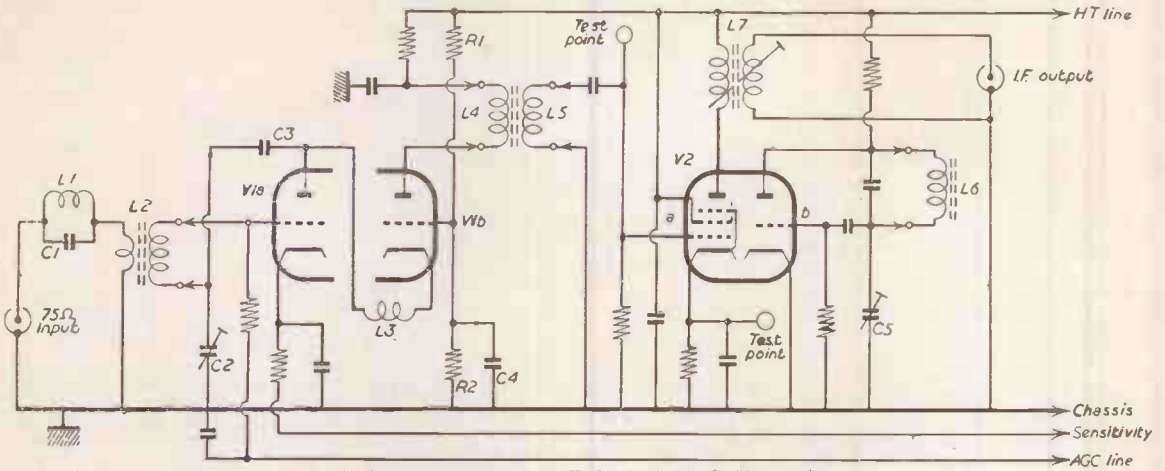 HT line
L7
Test
point
R1
I.F. output
L4
L5
C3
V2
L1
V1a
L6
L2
V1b
a
b
C1
75Ω
Input
L3
C5
Test
point
C2
R2
C4
Chassis
Sensitivity
AGC line